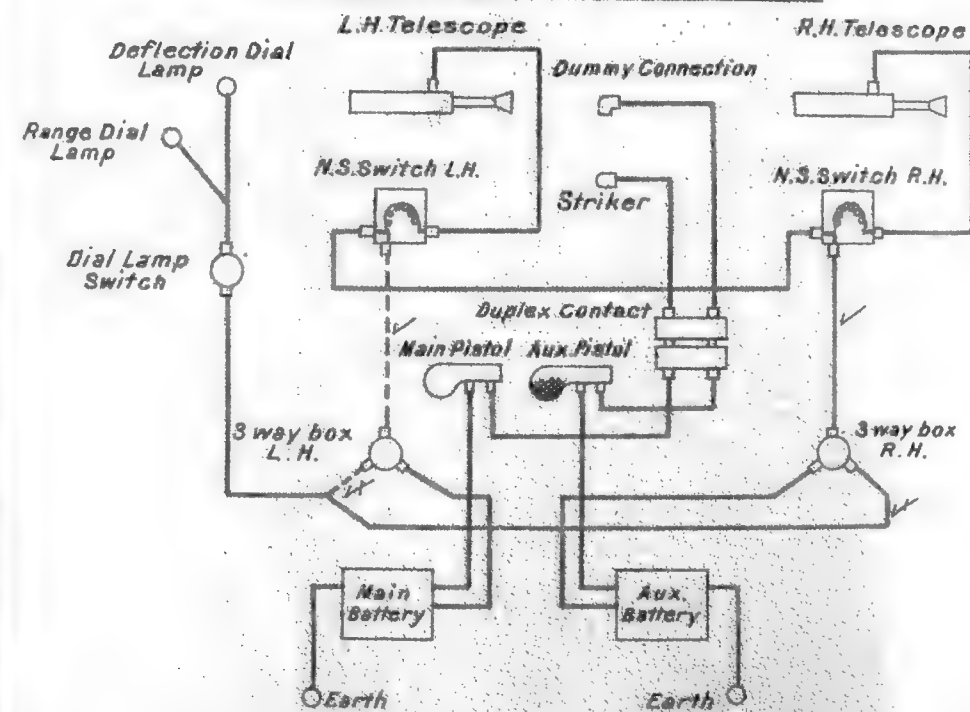 L.H. Telescope
R.H. Telescope
Deflection Dial
Lamp
Dummy Connection
Range Dial
Lamp
N.S. Switch L.H.
N.S. Switch R.H.
Striker
Dial Lamp
Switch
Duplex Contact
Main Pistol
Aux. Pistol
3 way box
L.H.
3 way box
R.H.
Main
Battery
Aux.
Battery
Earth
Earth